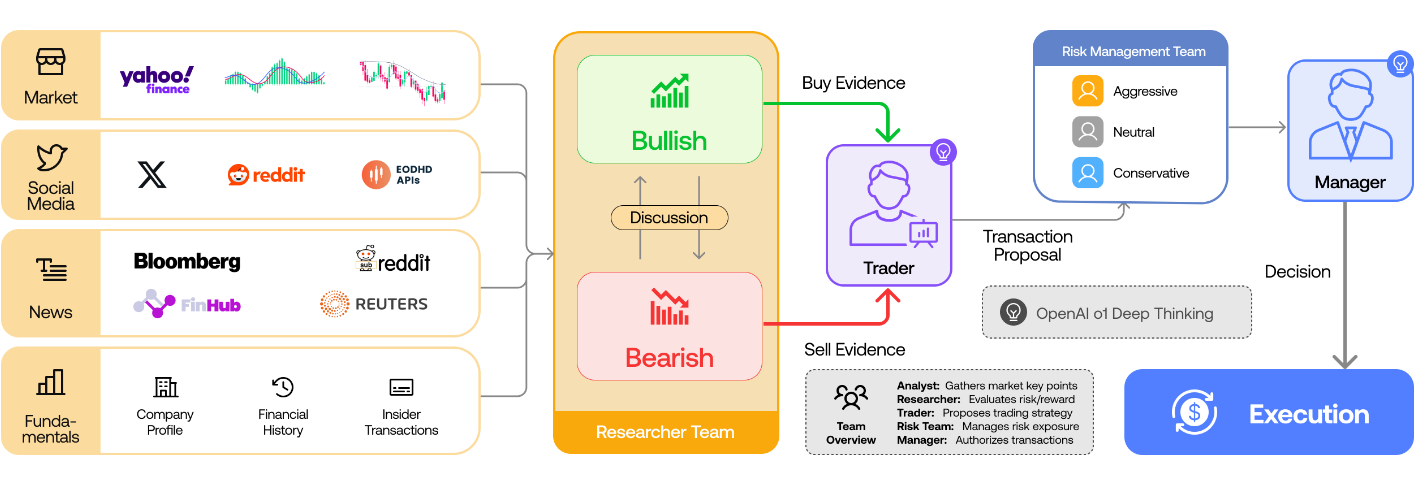 Market
yahoo!
finance
Social
Media
X
reddit
EODHD
APIs
News
Bloomberg
sub
reddit
FinHub
REUTERS
Funda-
mentals
Company
Profile
Financial
History
Insider
Transactions
Bullish
Discussion
Bearish
Researcher Team
Buy Evidence
Trader
Sell Evidence
Transaction
Proposal
Risk Management Team
Aggressive
Neutral
Conservative
Manager
Decision
OpenAI o1 Deep Thinking
Team
Overview
Analyst: Gathers market key points
Researcher: Evaluates risk/reward
Trader: Proposes trading strategy
Risk Team: Manages risk exposure
Manager: Authorizes transactions
$
Execution